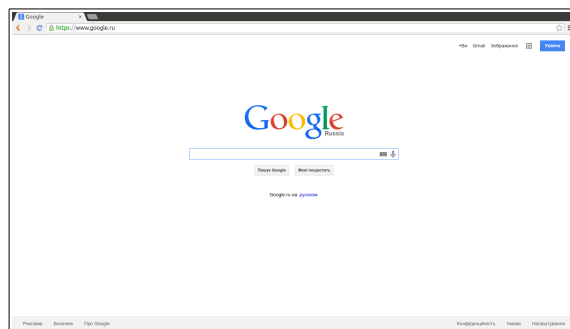 Google
https://www.google.ru
+Ви Gmail Зображення Увійти
Google
Russia
Пошук Google Мені пощастить
Google.ru на русском
Реклама Business Про Google Конфіденційність Умови Налаштування